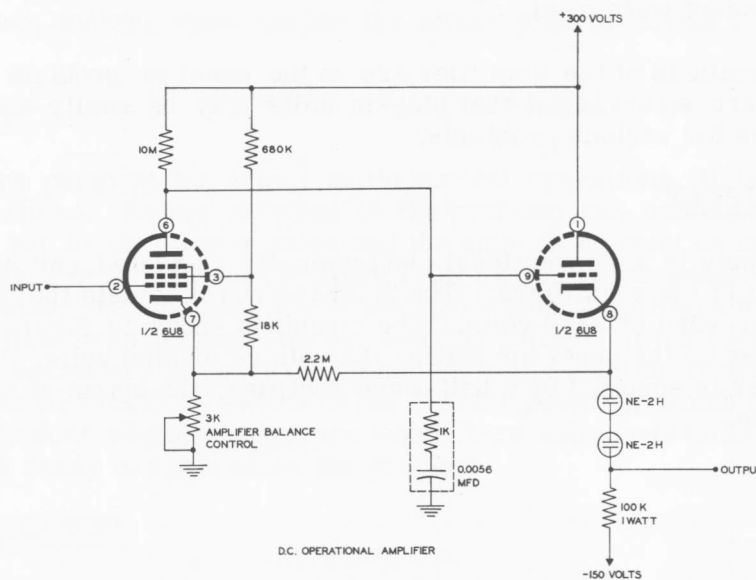 +300 VOLTS
10M
680K
6
1
INPUT
2
3
9
7
8
1/2 6U8
18K
1/2 6U8
2.2M
3K
AMPLIFIER BALANCE
CONTROL
1K
0.0056
MFD
NE-2H
NE-2H
OUTPUT
100K
1 WATT
D.C. OPERATIONAL AMPLIFIER
-150 VOLTS